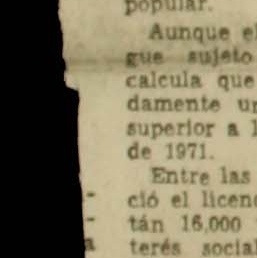 popular.
Aunque el
gue sujeto
calcula que
damente un
superior a 1
de 1971.
Entre las
ció el licenc
tán 16,000
terés social